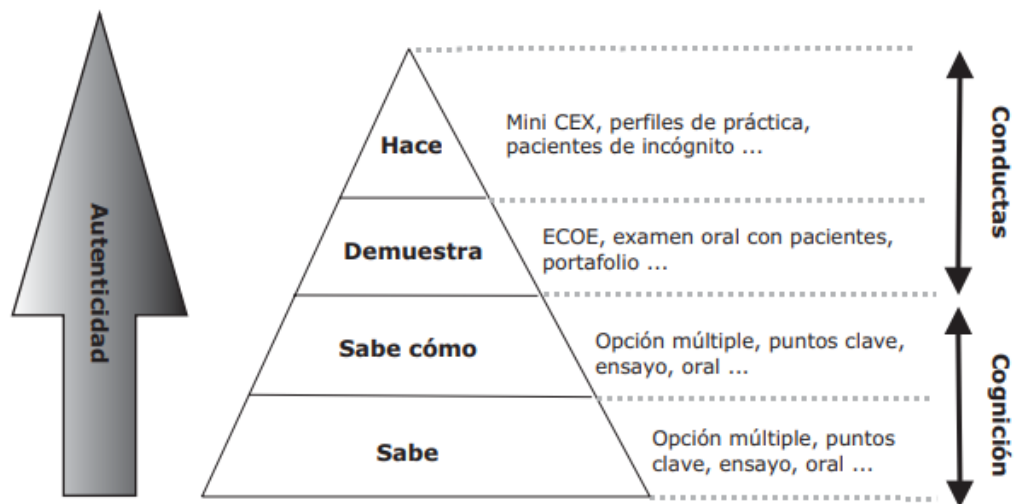 Autenticidad
Hace
Mini CEX, perfiles de práctica,
pacientes de incógnito ...
Demuestra
ECOE, examen oral con pacientes,
portafolio ...
Conductas
Sabe cómo
Opción múltiple, puntos clave,
ensayo, oral ...
Sabe
Opción múltiple, puntos
clave, ensayo, oral ...
Cognición